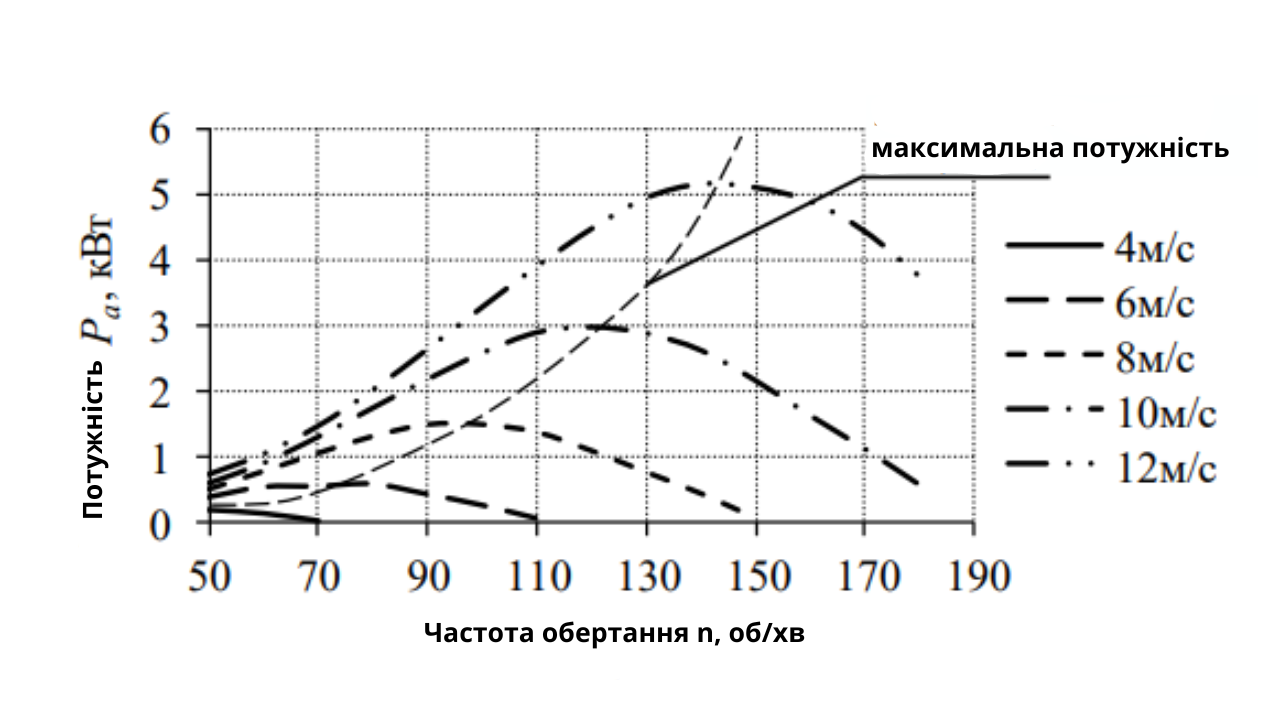 6
максимальна потужність
5
4
3
2
1
0
Потужність Pa, кВт
4м/с
6м/с
8м/с
10м/с
12м/с
50 70 90 110 130 150 170 190
Частота обертання n, об/хв